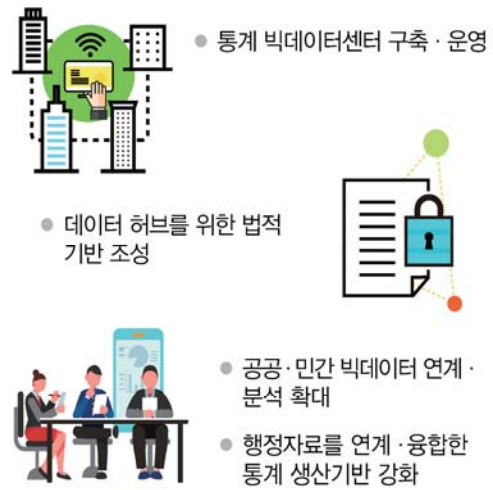 통계 빅데이터센터 구축·운영
데이터 허브를 위한 법적
기반 조성
공공·민간 빅데이터 연계·
분석 확대
행정자료를 연계·융합한
통계 생산기반 강화